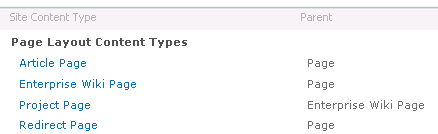 Site Content Type Parent
Page Layout Content Types
Article Page Page
Enterprise Wiki Page Page
Project Page Enterprise Wiki Page
Redirect Page Page